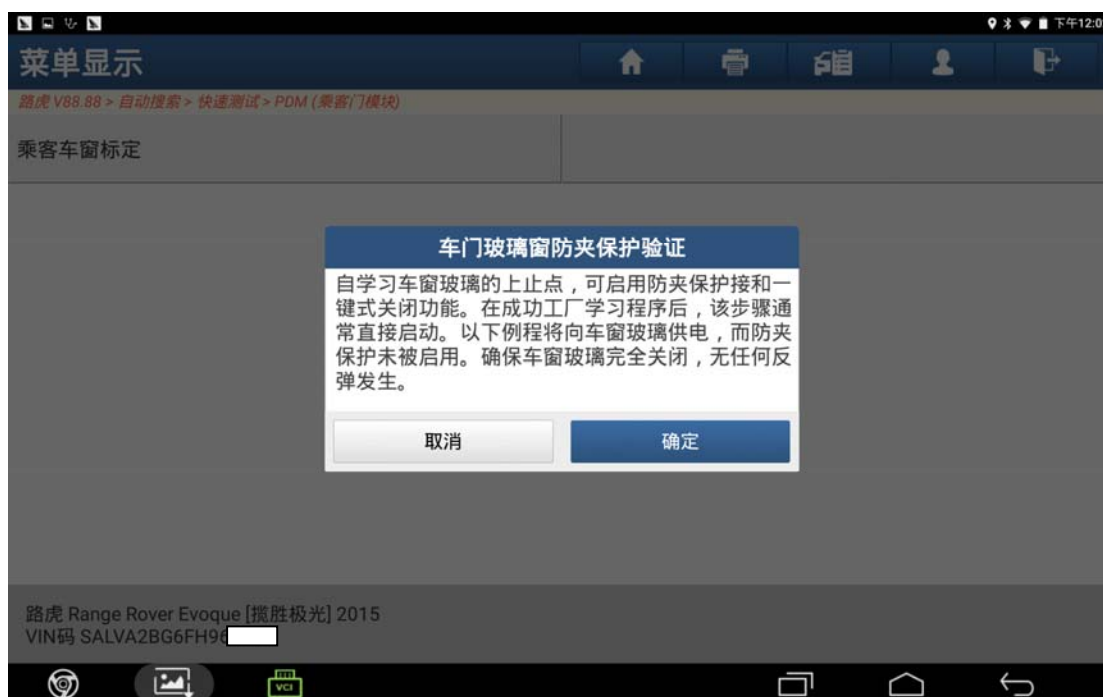 下午12:0
菜单显示
路虎 V88.88 > 自动搜索 > 快速测试 > PDM (乘客门模块)
乘客车窗标定
车门玻璃窗防夹保护验证
自学习车窗玻璃的上止点，可启用防夹保护接和一
键式关闭功能。在成功工厂学习程序后，该步骤通
常直接启动。以下例程将向车窗玻璃供电，而防夹
保护未被启用。确保车窗玻璃完全关闭，无任何反
弹发生。
取消
确定
路虎 Range Rover Evoque [揽胜极光] 2015
VIN码 SALVA2BG6FH96
VCI